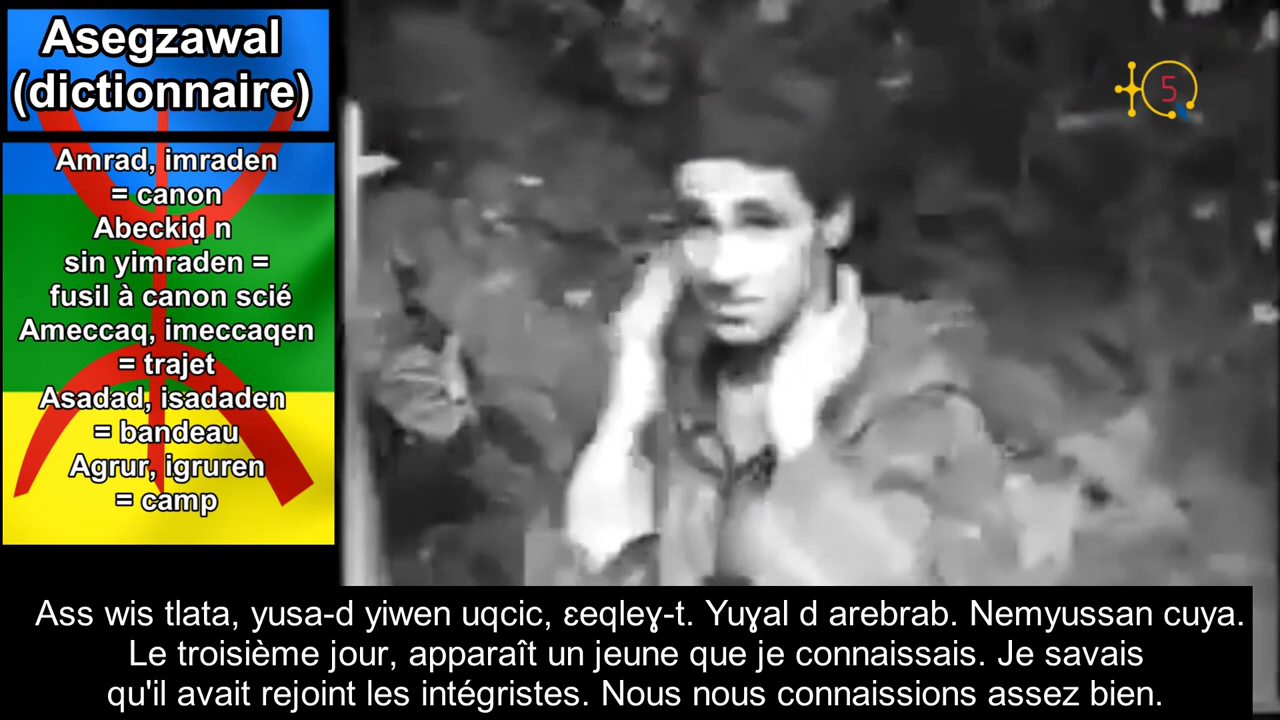 Asegzawal
(dictionnaire)
Amrad, imraden
= canon
Abeckiḍ n
sin yimraden =
fusil à canon scié
Ameccaq, imeccaqen
= trajet
Asadad, isadaden
= bandeau
Agrur, igruren
= camp
5
Ass wis tlata, yusa-d yiwen uqcic, ɛeqleɣ-t. Yuɣal d arebrab. Nemyussan cuya.
Le troisième jour, apparaît un jeune que je connaissais. Je savais
qu'il avait rejoint les intégristes. Nous nous connaissions assez bien.